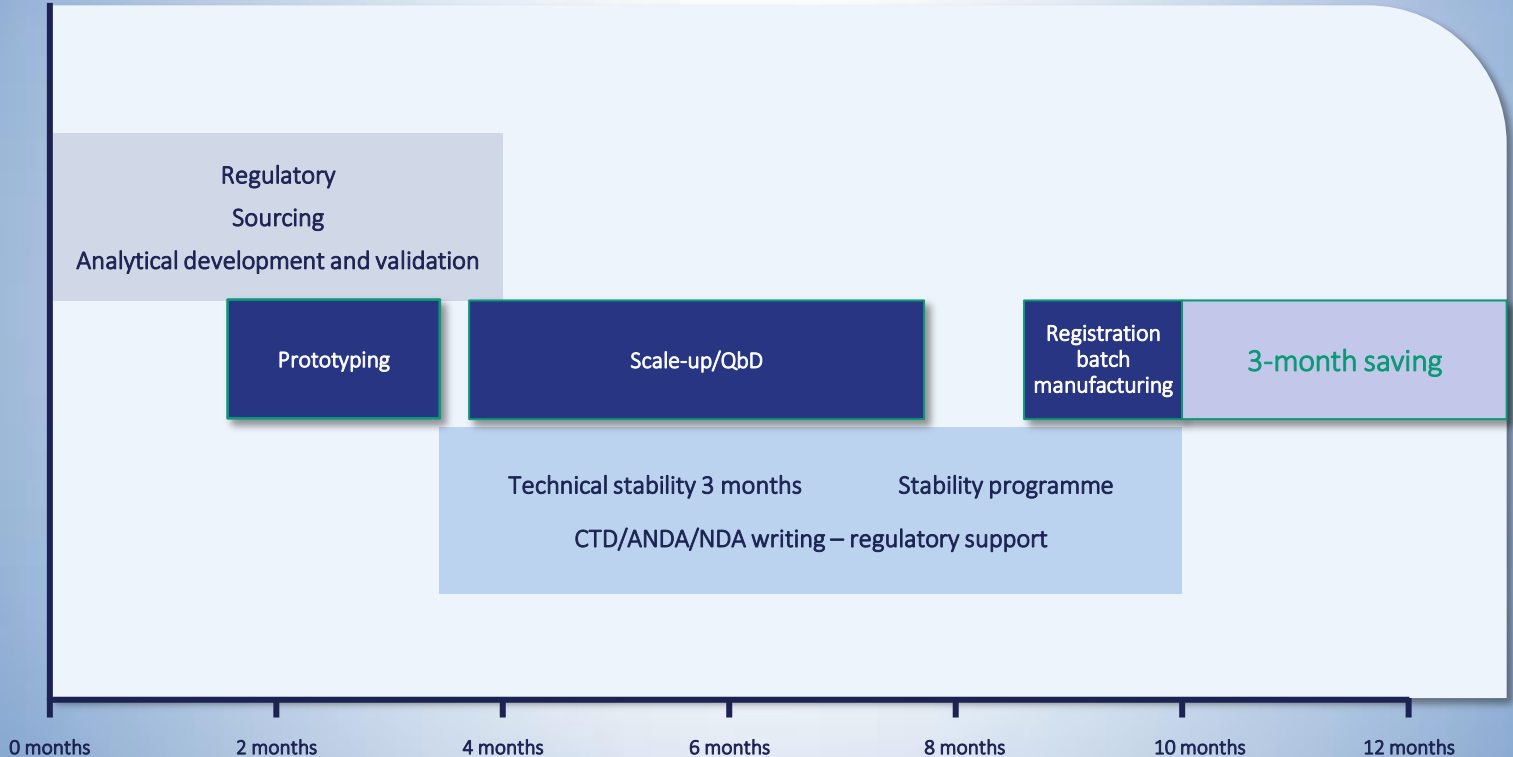 Regulatory
Sourcing
Analytical development and validation
Prototyping
Scale-up/QbD
Registration
batch
manufacturing
3-month saving
Technical stability 3 months
Stability programme
CTD/ANDA/NDA writing – regulatory support
0 months
2 months
4 months
6 months
8 months
10 months
12 months